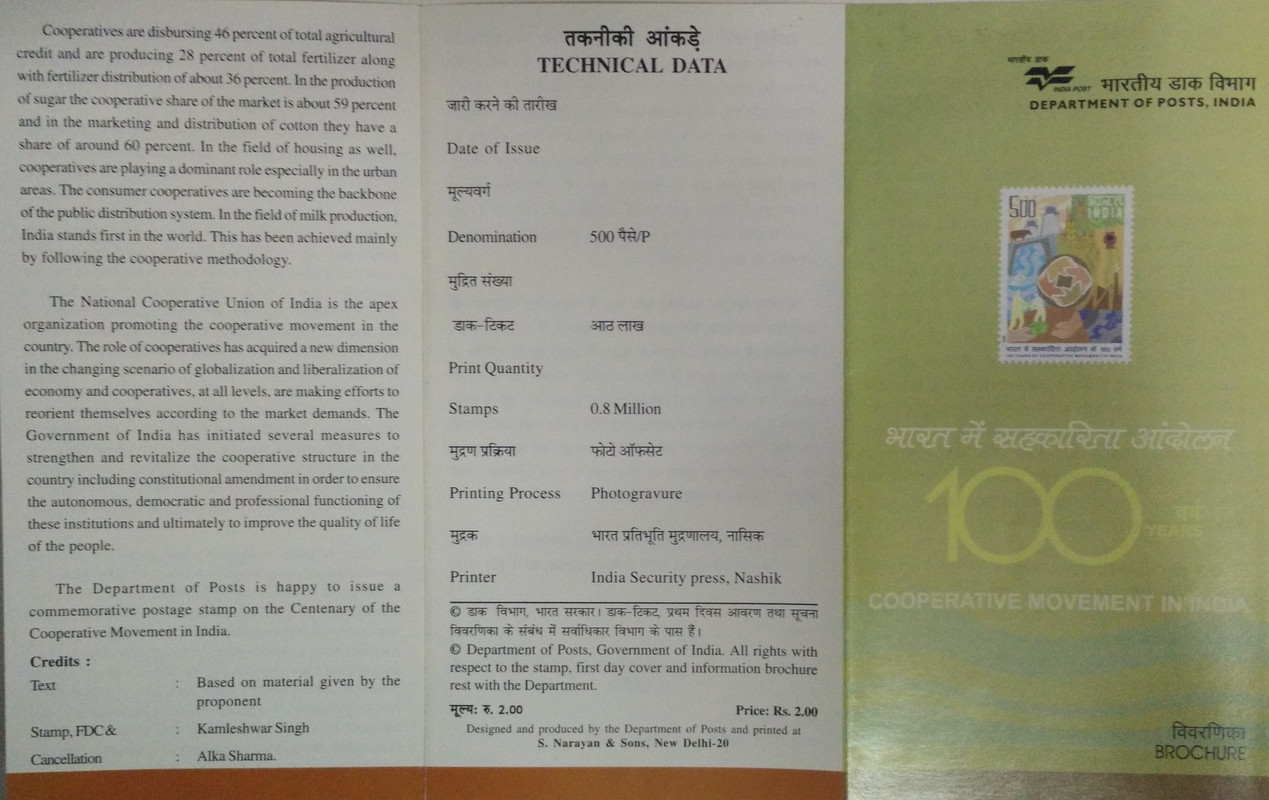 Cooperatives are disbursing 46 percent of total agricultural
credit and are producing 28 percent of total fertilizer along
with fertilizer distribution of about 36 percent. In the production
of sugar the cooperative share of the market is about 59 percent
and in the marketing and distribution of cotton they have a
share of around 60 percent. In the field of housing as well,
cooperatives are playing a dominant role especially in the urban
areas. The consumer cooperatives are becoming the backbone
of the public distribution system. In the field of milk production,
India stands first in the world. This has been achieved mainly
by following the cooperative methodology.
The National Cooperative Union of India is the apex
organization promoting the cooperative movement in the
country. The role of cooperatives has acquired a new dimension
in the changing scenario of globalization and liberalization of
economy and cooperatives, at all levels, are making efforts to
reorient themselves according to the market demands. The
Government of India has initiated several measures to
strengthen and revitalize the cooperative structure in the
country including constitutional amendment in order to ensure
the autonomous, democratic and professional functioning of
these institutions and ultimately to improve the quality of life
of the people.
The Department of Posts is happy to issue a
commemorative postage stamp on the Centenary of the
Cooperative Movement in India.
Credits :
Text : Based on material given by the
proponent
Stamp, FDC & : Kamleshwar Singh
Cancellation : Alka Sharma.
तकनीकी आंकड़े
TECHNICAL DATA
जारी करने की तारीख
Date of Issue
मूल्यवर्ग
Denomination 500 पैसे/P
मुद्रित संख्या
डाक-टिकट आठ लाख
Print Quantity
Stamps 0.8 Million
मुद्रण प्रक्रिया फोटो ऑफसेट
Printing Process Photogravure
मुद्रक भारत प्रतिभूति मुद्रणालय, नासिक
Printer India Security press, Nashik
© डाक विभाग, भारत सरकार। डाक-टिकट, प्रथम दिवस आवरण तथा सूचना
विवरणिका के संबंध में सर्वाधिकार विभाग के पास हैं।
© Department of Posts, Government of India. All rights with
respect to the stamp, first day cover and information brochure
rest with the Department.
मूल्य: रु. 2.00 Price: Rs. 2.00
Designed and produced by the Department of Posts and printed at
S. Narayan & Sons, New Delhi-20
भारतीय डाक
INDIA POST
भारतीय डाक विभाग
DEPARTMENT OF POSTS, INDIA
500
भारत INDIA
भारत में सहकारिता आंदोलन के 100 वर्ष
100 YEARS OF COOPERATIVE MOVEMENT IN INDIA
भारत में सहकारिता आंदोलन
100 वर्ष
YEARS
COOPERATIVE MOVEMENT IN INDIA
विवरणिका
BROCHURE